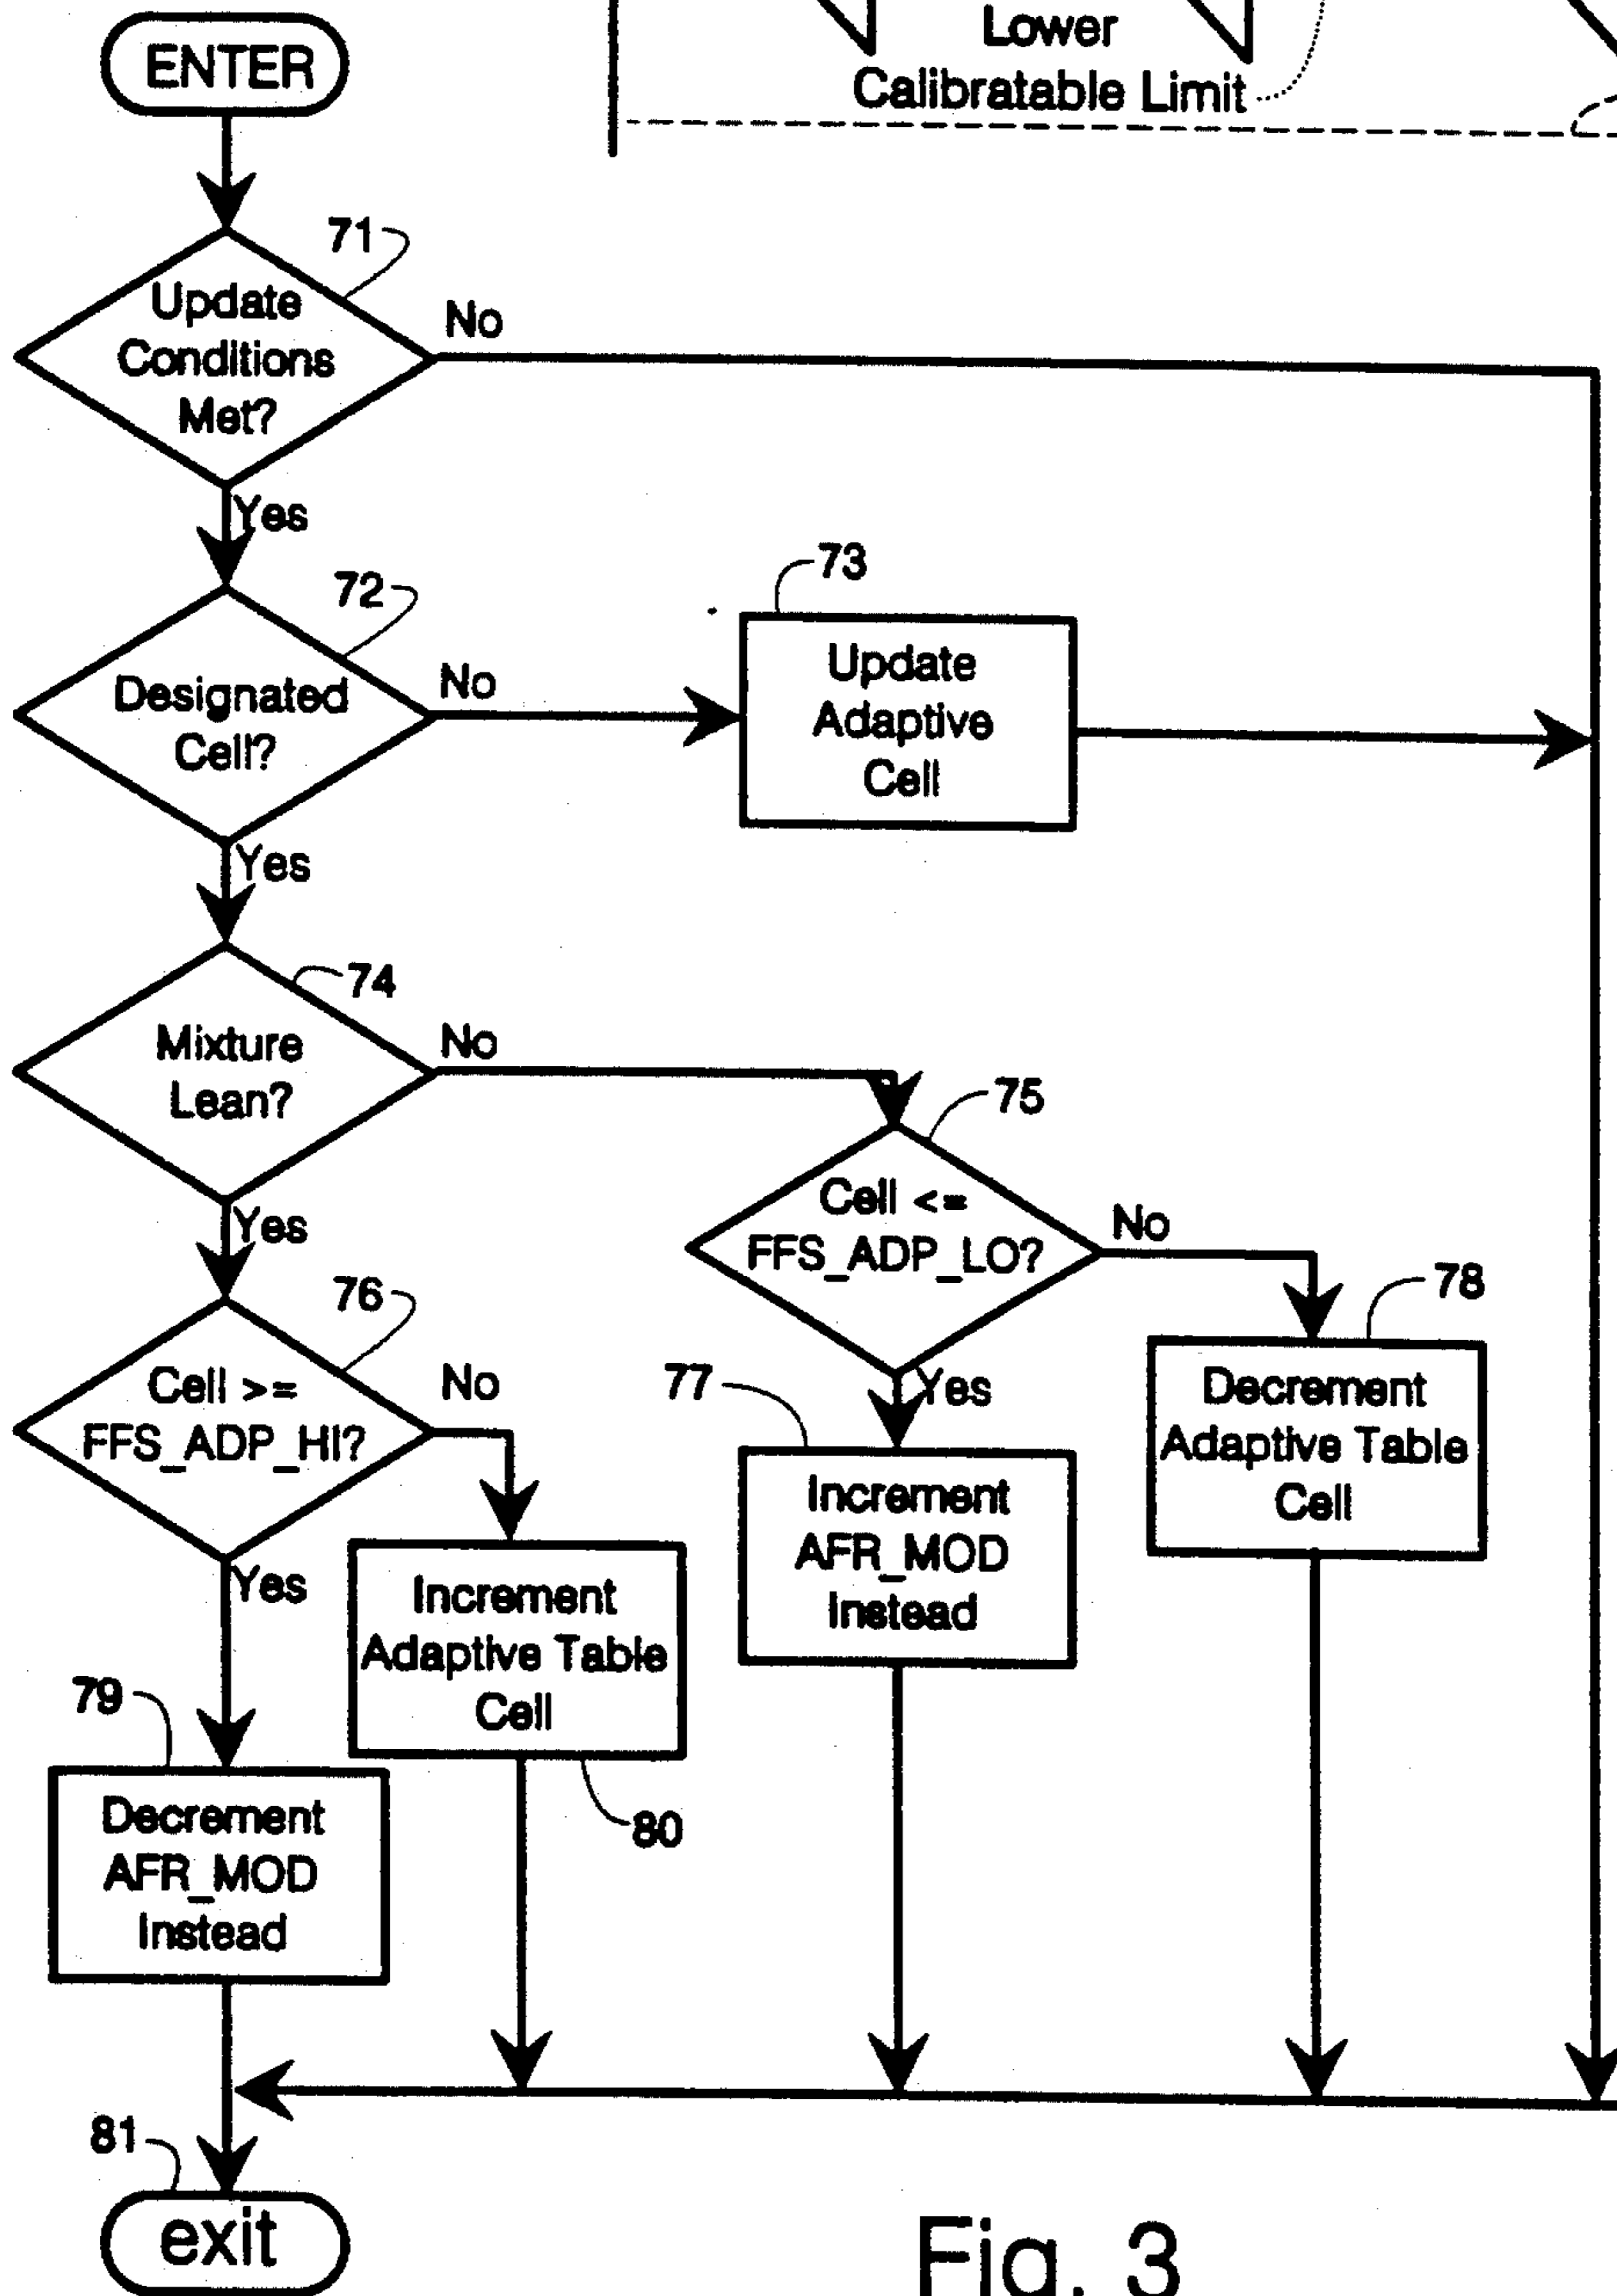 Lower
Calibratable Limit
ENTER
71
Update
Conditions
Met?
No
Yes
72
Designated
Cell?
No
73
Update
Adaptive
Cell
Yes
74
Mixture
Lean?
No
75
Cell <=
FFS_ADP_LO?
No
78
Decrement
Adaptive Table
Cell
Yes
77
Increment
AFR_MOD
Instead
Yes
76
Cell >=
FFS_ADP_HI?
No
Increment
Adaptive Table
Cell
80
Yes
79
Decrement
AFR_MOD
Instead
81
exit
Fig. 3